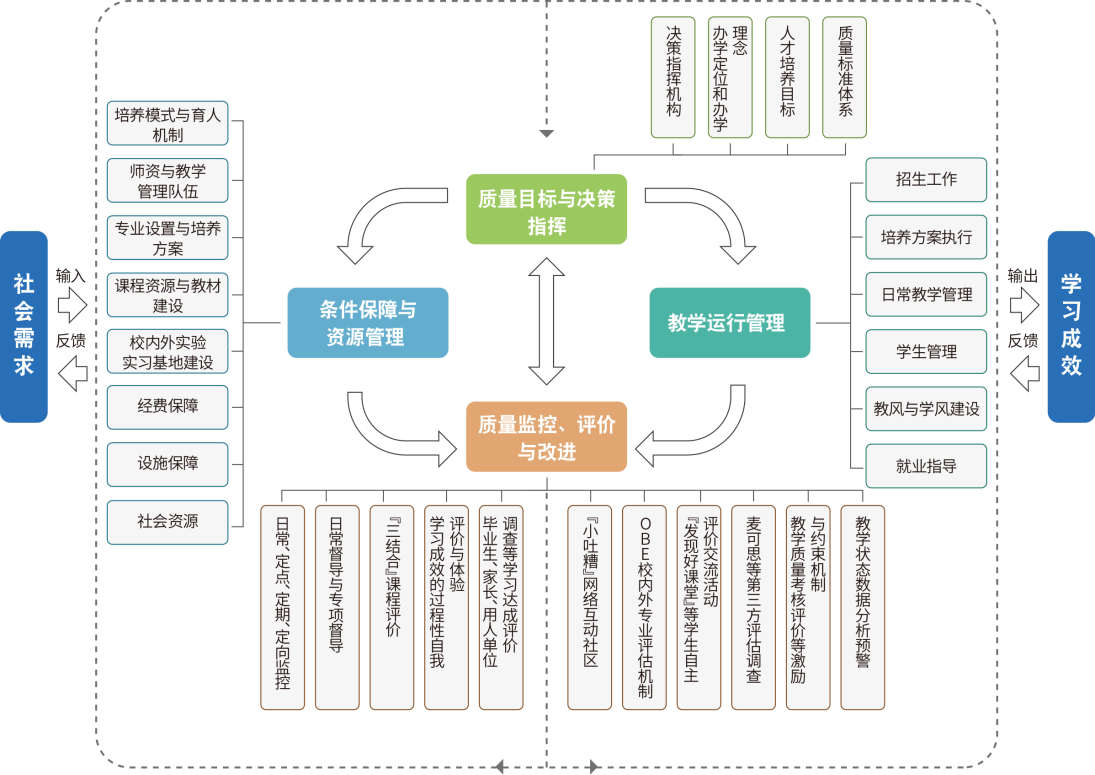 决策指挥机构
办学定位和办学
理念
人才培养目标
质量标准体系
质量目标与决策
指挥
培养模式与育人
机制
师资与教学
管理队伍
专业设置与培养
方案
课程资源与教材
建设
校内外实验
实习基地建设
经费保障
设施保障
社会资源
社会需求
输入
反馈
条件保障与
资源管理
教学运行管理
招生工作
培养方案执行
日常教学管理
学生管理
教风与学风建设
就业指导
输出
反馈
学习成效
质量监控、评价
与改进
日常、定点、定期、定向监控
日常督导与专项督导
『三结合』课程评价
学习成效的过程性自我
评价与体验
毕业生、家长、用人单位
调查等学习达成评价
『小吐糟』网络互动社区
OBE校内外专业评估机制
『发现好课堂』等学生自主
评价交流活动
麦可思等第三方评估调查
教学质量考核评价等激励
与约束机制
教学状态数据分析预警